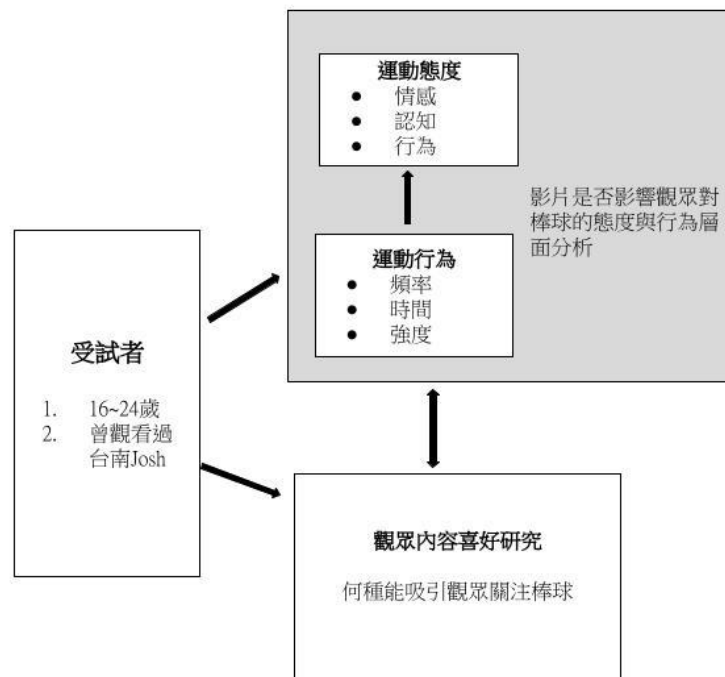 運動態度
● 情感
● 認知
● 行為
影片是否影響觀眾對
棒球的態度與行為層
面分析
運動行為
● 頻率
● 時間
● 強度
受試者
1. 16~24歲
2. 曾觀看過
台南Josh
觀眾內容喜好研究
何種能吸引觀眾關注棒球